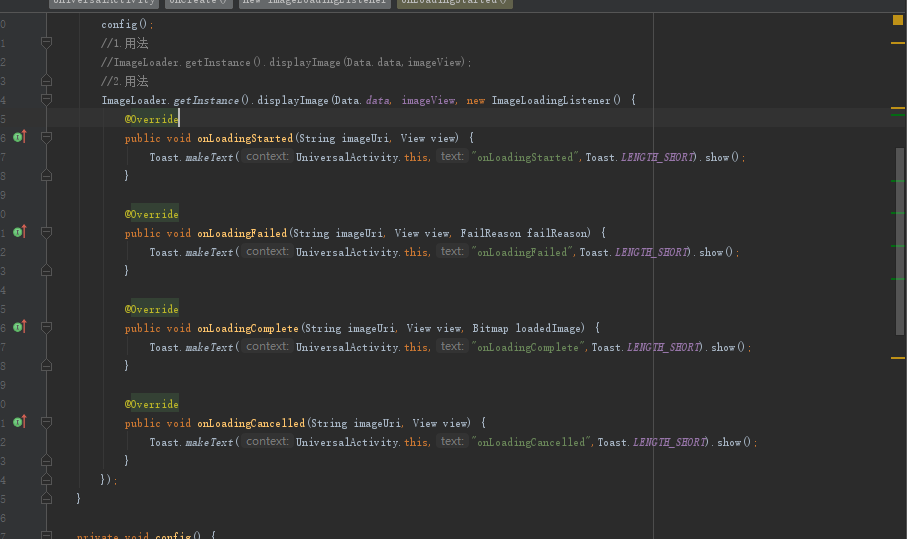 UniversalActivity onCreate() new ImageLoadingListener onLoadingStarted()
0 config();
1 //1.用法
2 //ImageLoader.getInstance().displayImage(Data.data,imageView);
3 //2.用法
4 ImageLoader.getInstance().displayImage(Data.data, imageView, new ImageLoadingListener() {
5 @Override
6 public void onLoadingStarted(String imageUri, View view) {
7 Toast.makeText( context: UniversalActivity.this, text: "onLoadingStarted",Toast.LENGTH_SHORT).show();
8 }
9
0 @Override
1 public void onLoadingFailed(String imageUri, View view, FailReason failReason) {
2 Toast.makeText( context: UniversalActivity.this, text: "onLoadingFailed",Toast.LENGTH_SHORT).show();
3 }
4
5 @Override
6 public void onLoadingComplete(String imageUri, View view, Bitmap loadedImage) {
7 Toast.makeText( context: UniversalActivity.this, text: "onLoadingComplete",Toast.LENGTH_SHORT).show();
8 }
9
0 @Override
1 public void onLoadingCancelled(String imageUri, View view) {
2 Toast.makeText( context: UniversalActivity.this, text: "onLoadingCancelled",Toast.LENGTH_SHORT).show();
3 }
4 });
5 }
6
7 private void config() {